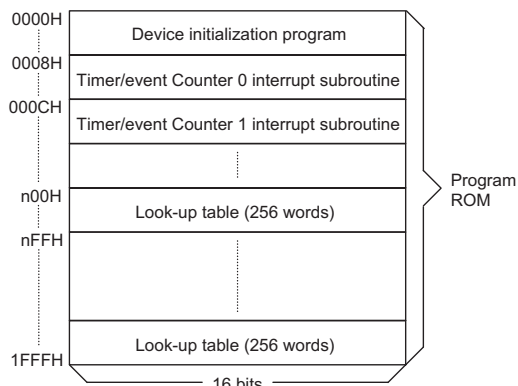 0000H
Device initialization program
0008H
Timer/event Counter 0 interrupt subroutine
000CH
Timer/event Counter 1 interrupt subroutine
n00H
Look-up table (256 words)
nFFH
Program
ROM
Look-up table (256 words)
1FFFH
16 bits